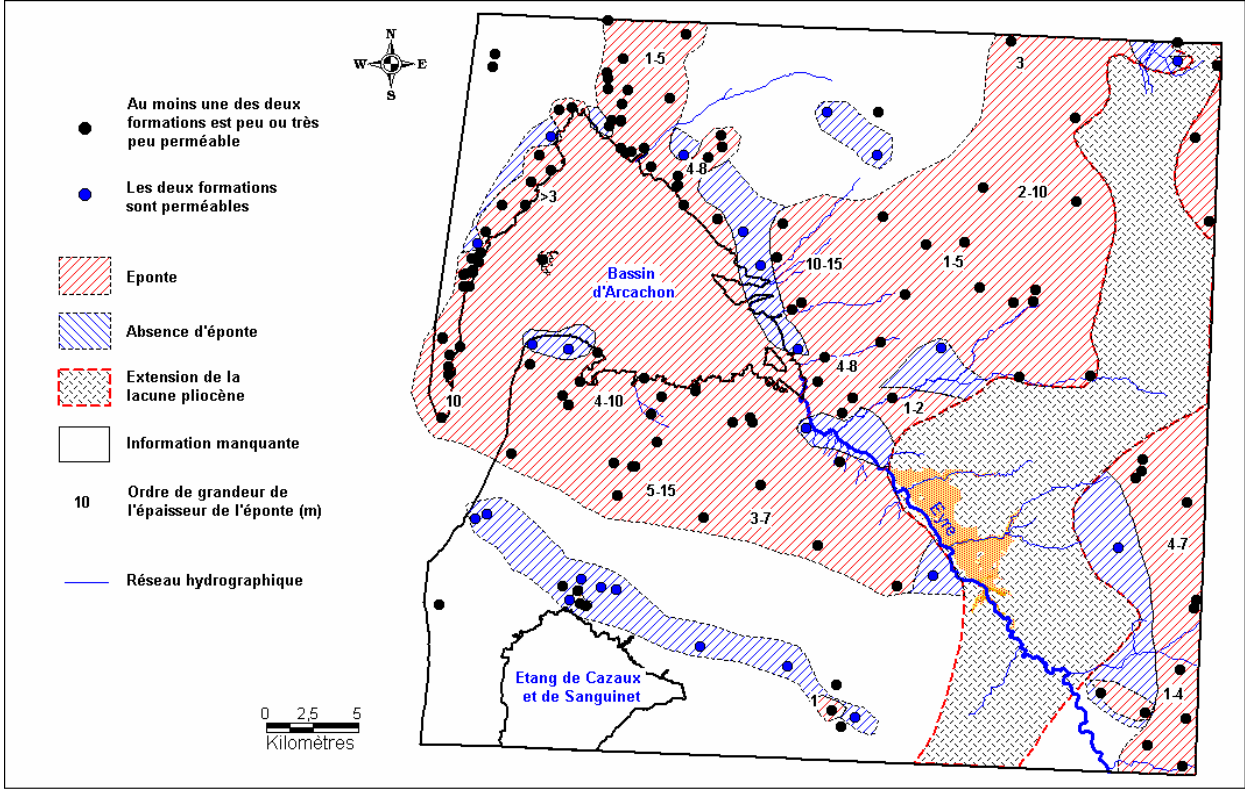 N
W E
S
Au moins une des deux
formations est peu ou très
peu perméable
Les deux formations
sont perméables
Eponte
Absence d'éponte
Extension de la
lacune pliocène
Information manquante
10 Ordre de grandeur de
l'épaisseur de l'éponte (m)
Réseau hydrographique
0 2,5 5
Kilomètres
1-5
3
4-8
>3
2-10
10-15
1-5
Bassin
d'Arcachon
4-8
10
4-10
1-2
5-15
3-7
Eyre
4-7
Etang de Cazaux
et de Sanguinet
1
1-4